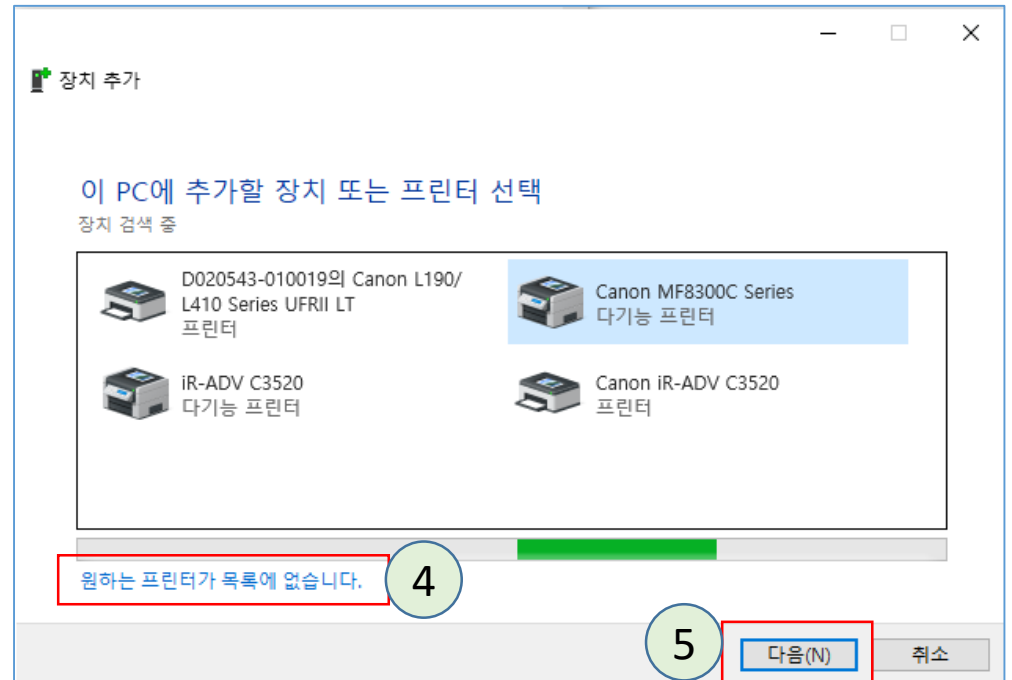 장치 추가
이 PC에 추가할 장치 또는 프린터 선택
장치 검색 중
D020543-010019의 Canon L190/
L410 Series UFRII LT
프린터
Canon MF8300C Series
다기능 프린터
iR-ADV C3520
다기능 프린터
Canon iR-ADV C3520
프린터
원하는 프린터가 목록에 없습니다.
4
5
다음(N)
취소